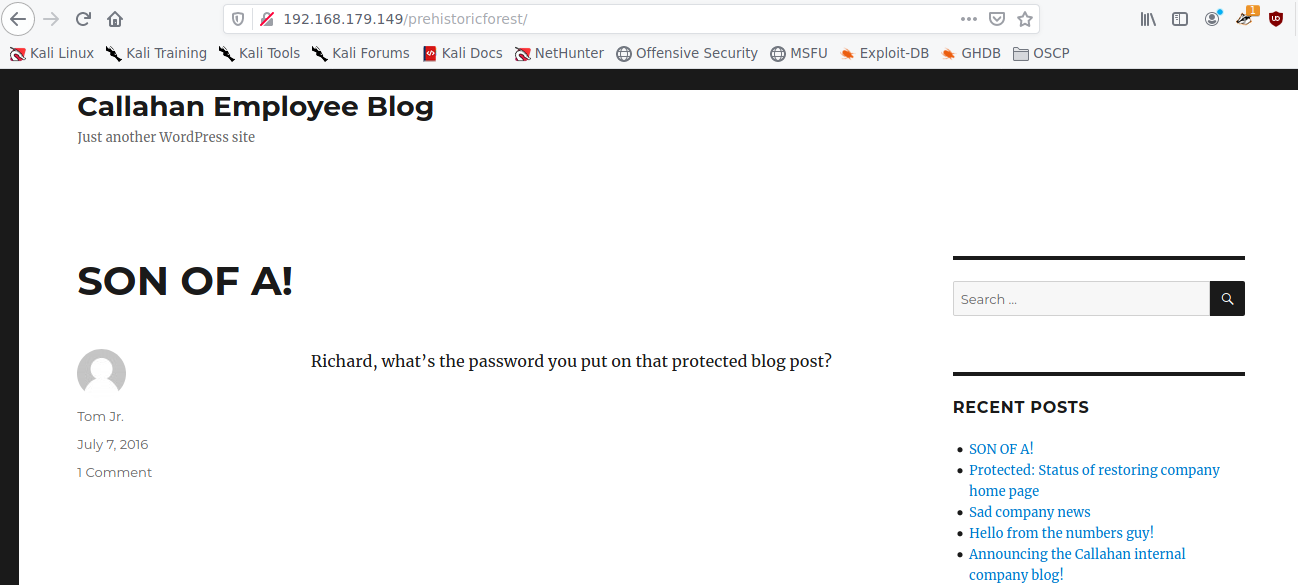 192.168.179.149/prehistoricforest/
1
Kali Linux Kali Training Kali Tools Kali Forums Kali Docs NetHunter Offensive Security MSFU Exploit-DB GHDB OSCP
Callahan Employee Blog
Just another WordPress site
SON OF A!
Search …
Richard, what’s the password you put on that protected blog post?
Tom Jr.
July 7, 2016
1 Comment
RECENT POSTS
SON OF A!
Protected: Status of restoring company
home page
Sad company news
Hello from the numbers guy!
Announcing the Callahan internal
company blog!